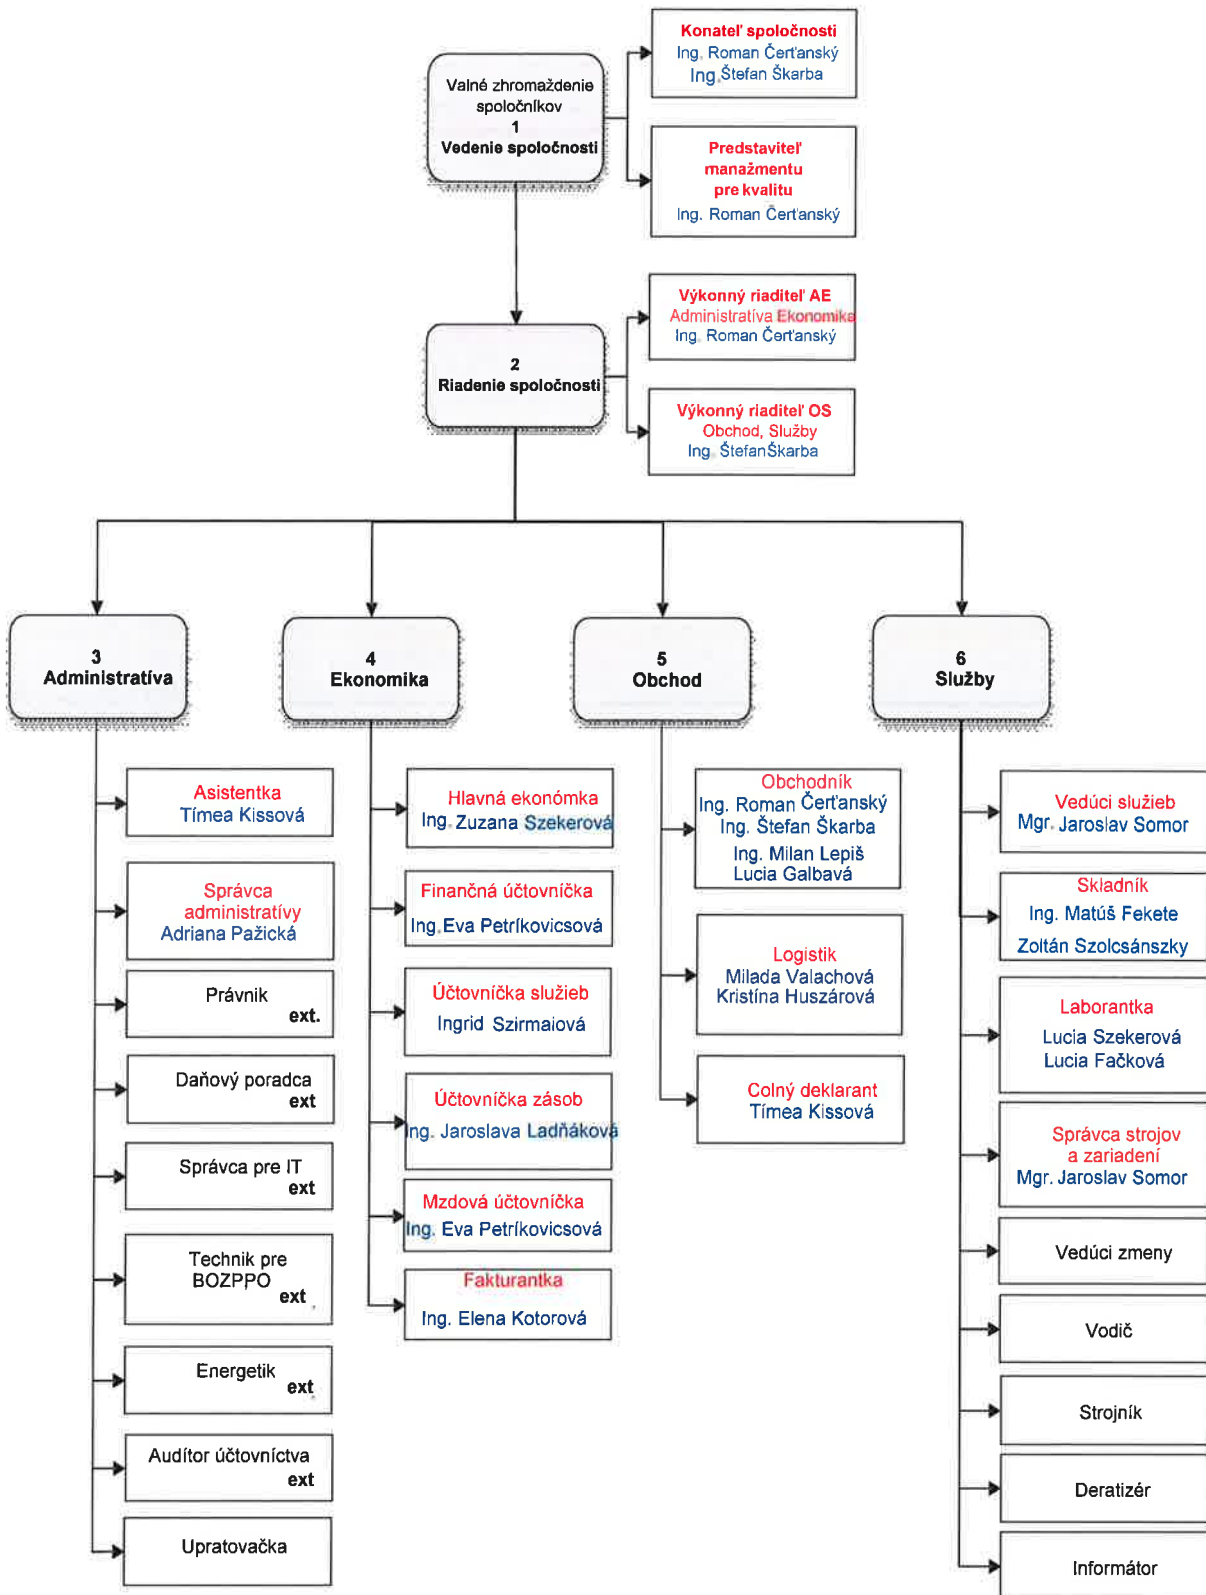 Konateľ spoločnosti
Ing. Roman Čerťanský
Ing. Štefan Škarba
Valné zhromaždenie
spoločníkov
1
Vedenie spoločnosti
Predstaviteľ
manažmentu
pre kvalitu
Ing. Roman Čerťanský
Výkonný riaditeľ AE
Administratíva Ekonomika
Ing. Roman Čerťanský
2
Riadenie spoločnosti
Výkonný riaditeľ OS
Obchod, Služby
Ing. Štefan Škarba
3
Administratíva
4
Ekonomika
5
Obchod
6
Služby
Asistentka
Tímea Kissová
Správca
administratívy
Adriana Pažická
Právnik
ext.
Daňový poradca
ext
Správca pre IT
ext
Technik pre
BOZPPO
ext
Energetik
ext
Audítor účtovníctva
ext
Upratovačka
Hlavná ekonómka
Ing. Zuzana Szekerová
Finančná účtovníčka
Ing. Eva Petríkovicsová
Účtovníčka služieb
Ingrid Szirmaiová
Účtovníčka zásob
Ing. Jaroslava Ladňáková
Mzdová účtovníčka
Ing. Eva Petríkovicsová
Fakturantka
Ing. Elena Kotorová
Obchodník
Ing. Roman Čerťanský
Ing. Štefan Škarba
Ing. Milan Lepiš
Lucia Galbavá
Logistik
Milada Valachová
Kristína Huszárová
Colný deklarant
Tímea Kissová
Vedúci služieb
Mgr. Jaroslav Somor
Skladník
Ing. Matúš Fekete
Zoltán Szolcsánszky
Laborantka
Lucia Szekerová
Lucia Fačková
Správca strojov
a zariadení
Mgr. Jaroslav Somor
Vedúci zmeny
Vodič
Strojník
Deratizér
Informátor